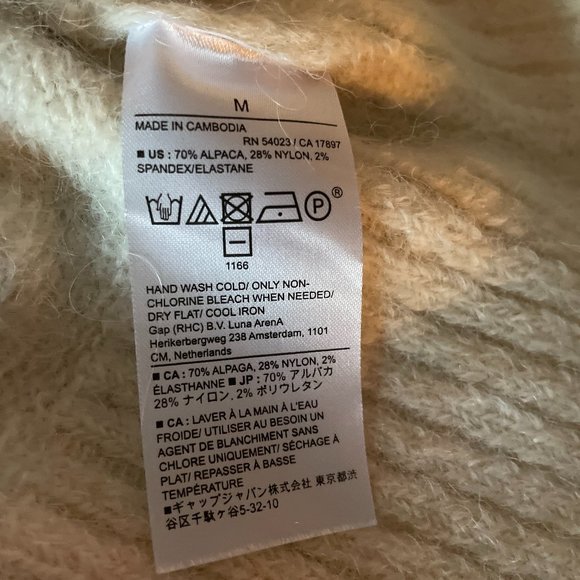 M
MADE IN CAMBODIA
RN 54023 / CA 17897
■ US : 70% ALPACA, 28% NYLON, 2%
SPANDEX/ELASTANE
P ®
1166
HAND WASH COLD/ ONLY NON-
CHLORINE BLEACH WHEN NEEDED/
DRY FLAT/ COOL IRON
Gap (RHC) B.V. Luna ArenA
Herikerbergweg 238 Amsterdam, 1101
CM, Netherlands
■ CA : 70% ALPAGA, 28% NYLON, 2%
ÉLASTHANNE ■ JP : 70% アルパカ
28% ナイロン, 2% ポリウレタン
■ CA : LAVER À LA MAIN À L'EAU
FROIDE/ UTILISER AU BESOIN UN
AGENT DE BLANCHIMENT SANS
CHLORE UNIQUEMENT/ SÉCHAGE À
PLAT/ REPASSER À BASSE
TEMPÉRATURE
■ギャップジャパン株式会社 東京都渋
谷区千駄ヶ谷5-32-10